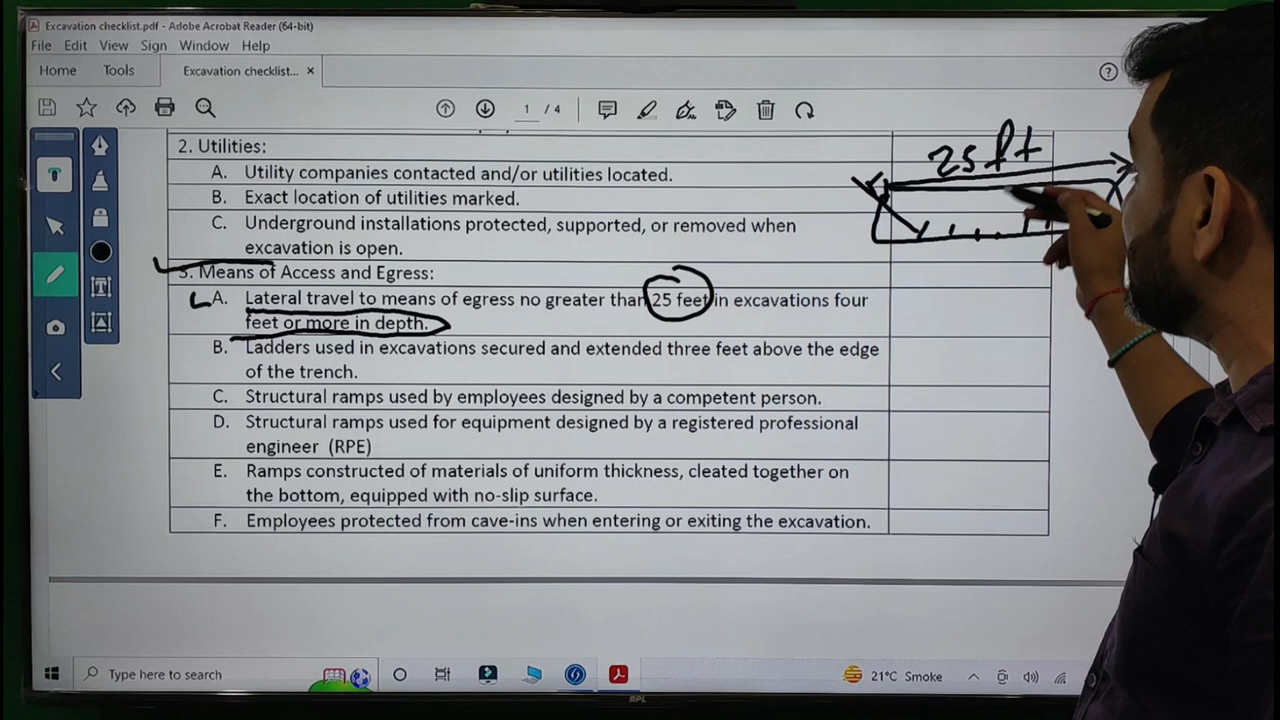 Excavation checklist.pdf - Adobe Acrobat Reader (64-bit)
File Edit View Sign Window Help
Home Tools Excavation checklist... ×
1 / 4
2. Utilities:
A. Utility companies contacted and/or utilities located.
B. Exact location of utilities marked.
C. Underground installations protected, supported, or removed when
excavation is open.
3. Means of Access and Egress:
A. Lateral travel to means of egress no greater than 25 feet in excavations four
feet or more in depth.
B. Ladders used in excavations secured and extended three feet above the edge
of the trench.
C. Structural ramps used by employees designed by a competent person.
D. Structural ramps used for equipment designed by a registered professional
engineer (RPE)
E. Ramps constructed of materials of uniform thickness, cleated together on
the bottom, equipped with no-slip surface.
F. Employees protected from cave-ins when entering or exiting the excavation.
25 ft
Type here to search
21°C Smoke
BPL